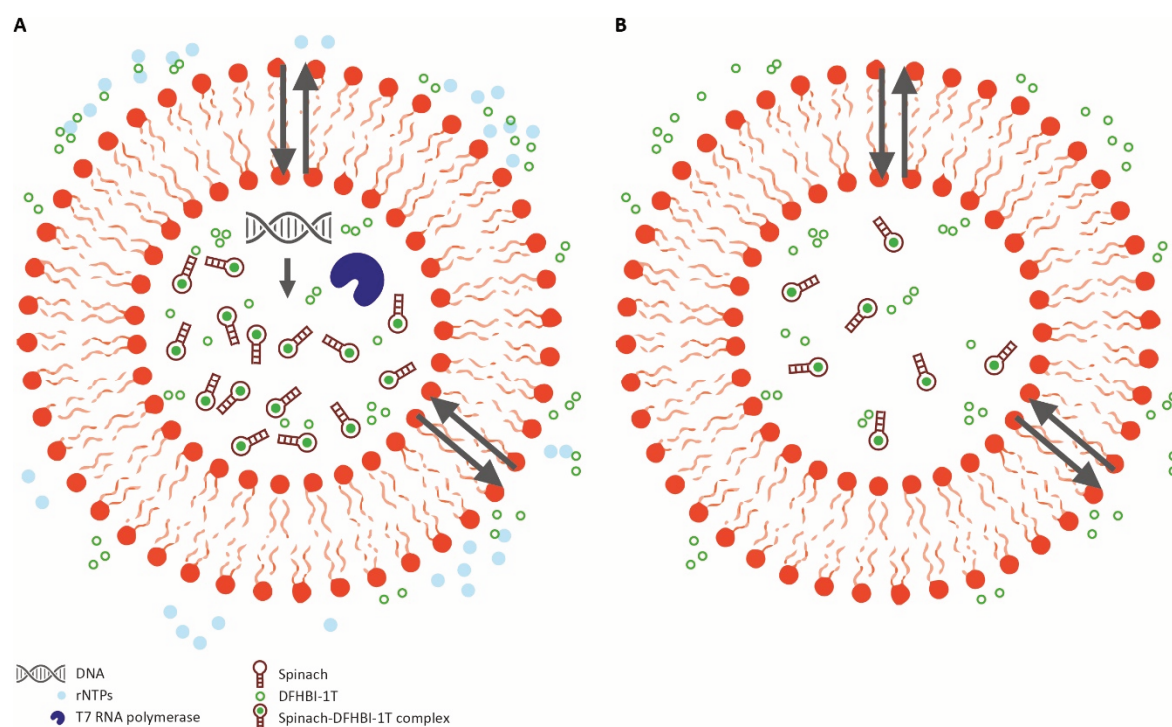 A
B
DNA
rNTPs
T7 RNA polymerase
Spinach
DFHBI-1T
Spinach-DFHBI-1T complex